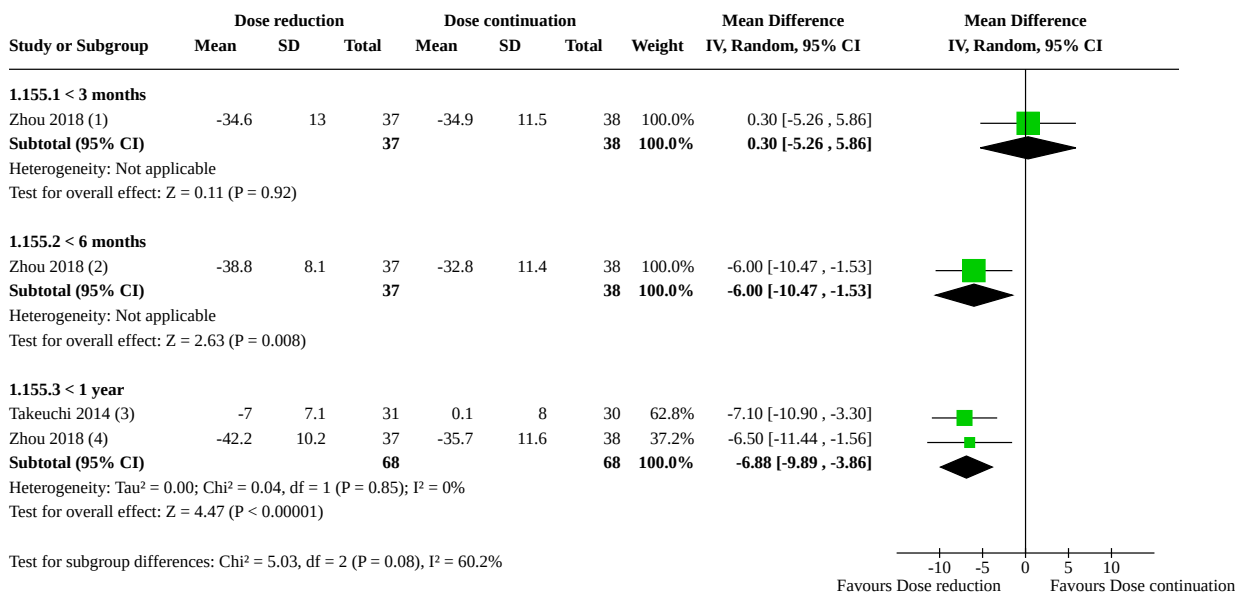 Dose reduction Dose continuation Mean Difference Mean Difference
Study or Subgroup Mean SD Total Mean SD Total Weight IV, Random, 95% CI IV, Random, 95% CI
1.155.1 < 3 months
Zhou 2018 (1) -34.6 13 37 -34.9 11.5 38 100.0% 0.30 [-5.26 , 5.86]
Subtotal (95% CI) 37 38 100.0% 0.30 [-5.26 , 5.86]
Heterogeneity: Not applicable
Test for overall effect: Z = 0.11 (P = 0.92)
1.155.2 < 6 months
Zhou 2018 (2) -38.8 8.1 37 -32.8 11.4 38 100.0% -6.00 [-10.47 , -1.53]
Subtotal (95% CI) 37 38 100.0% -6.00 [-10.47 , -1.53]
Heterogeneity: Not applicable
Test for overall effect: Z = 2.63 (P = 0.008)
1.155.3 < 1 year
Takeuchi 2014 (3) -7 7.1 31 0.1 8 30 62.8% -7.10 [-10.90 , -3.30]
Zhou 2018 (4) -42.2 10.2 37 -35.7 11.6 38 37.2% -6.50 [-11.44 , -1.56]
Subtotal (95% CI) 68 68 100.0% -6.88 [-9.89 , -3.86]
Heterogeneity: Tau² = 0.00; Chi² = 0.04, df = 1 (P = 0.85); I² = 0%
Test for overall effect: Z = 4.47 (P < 0.00001)
Test for subgroup differences: Chi² = 5.03, df = 2 (P = 0.08), I² = 60.2%
-10 -5 0 5 10
Favours Dose reduction Favours Dose continuation